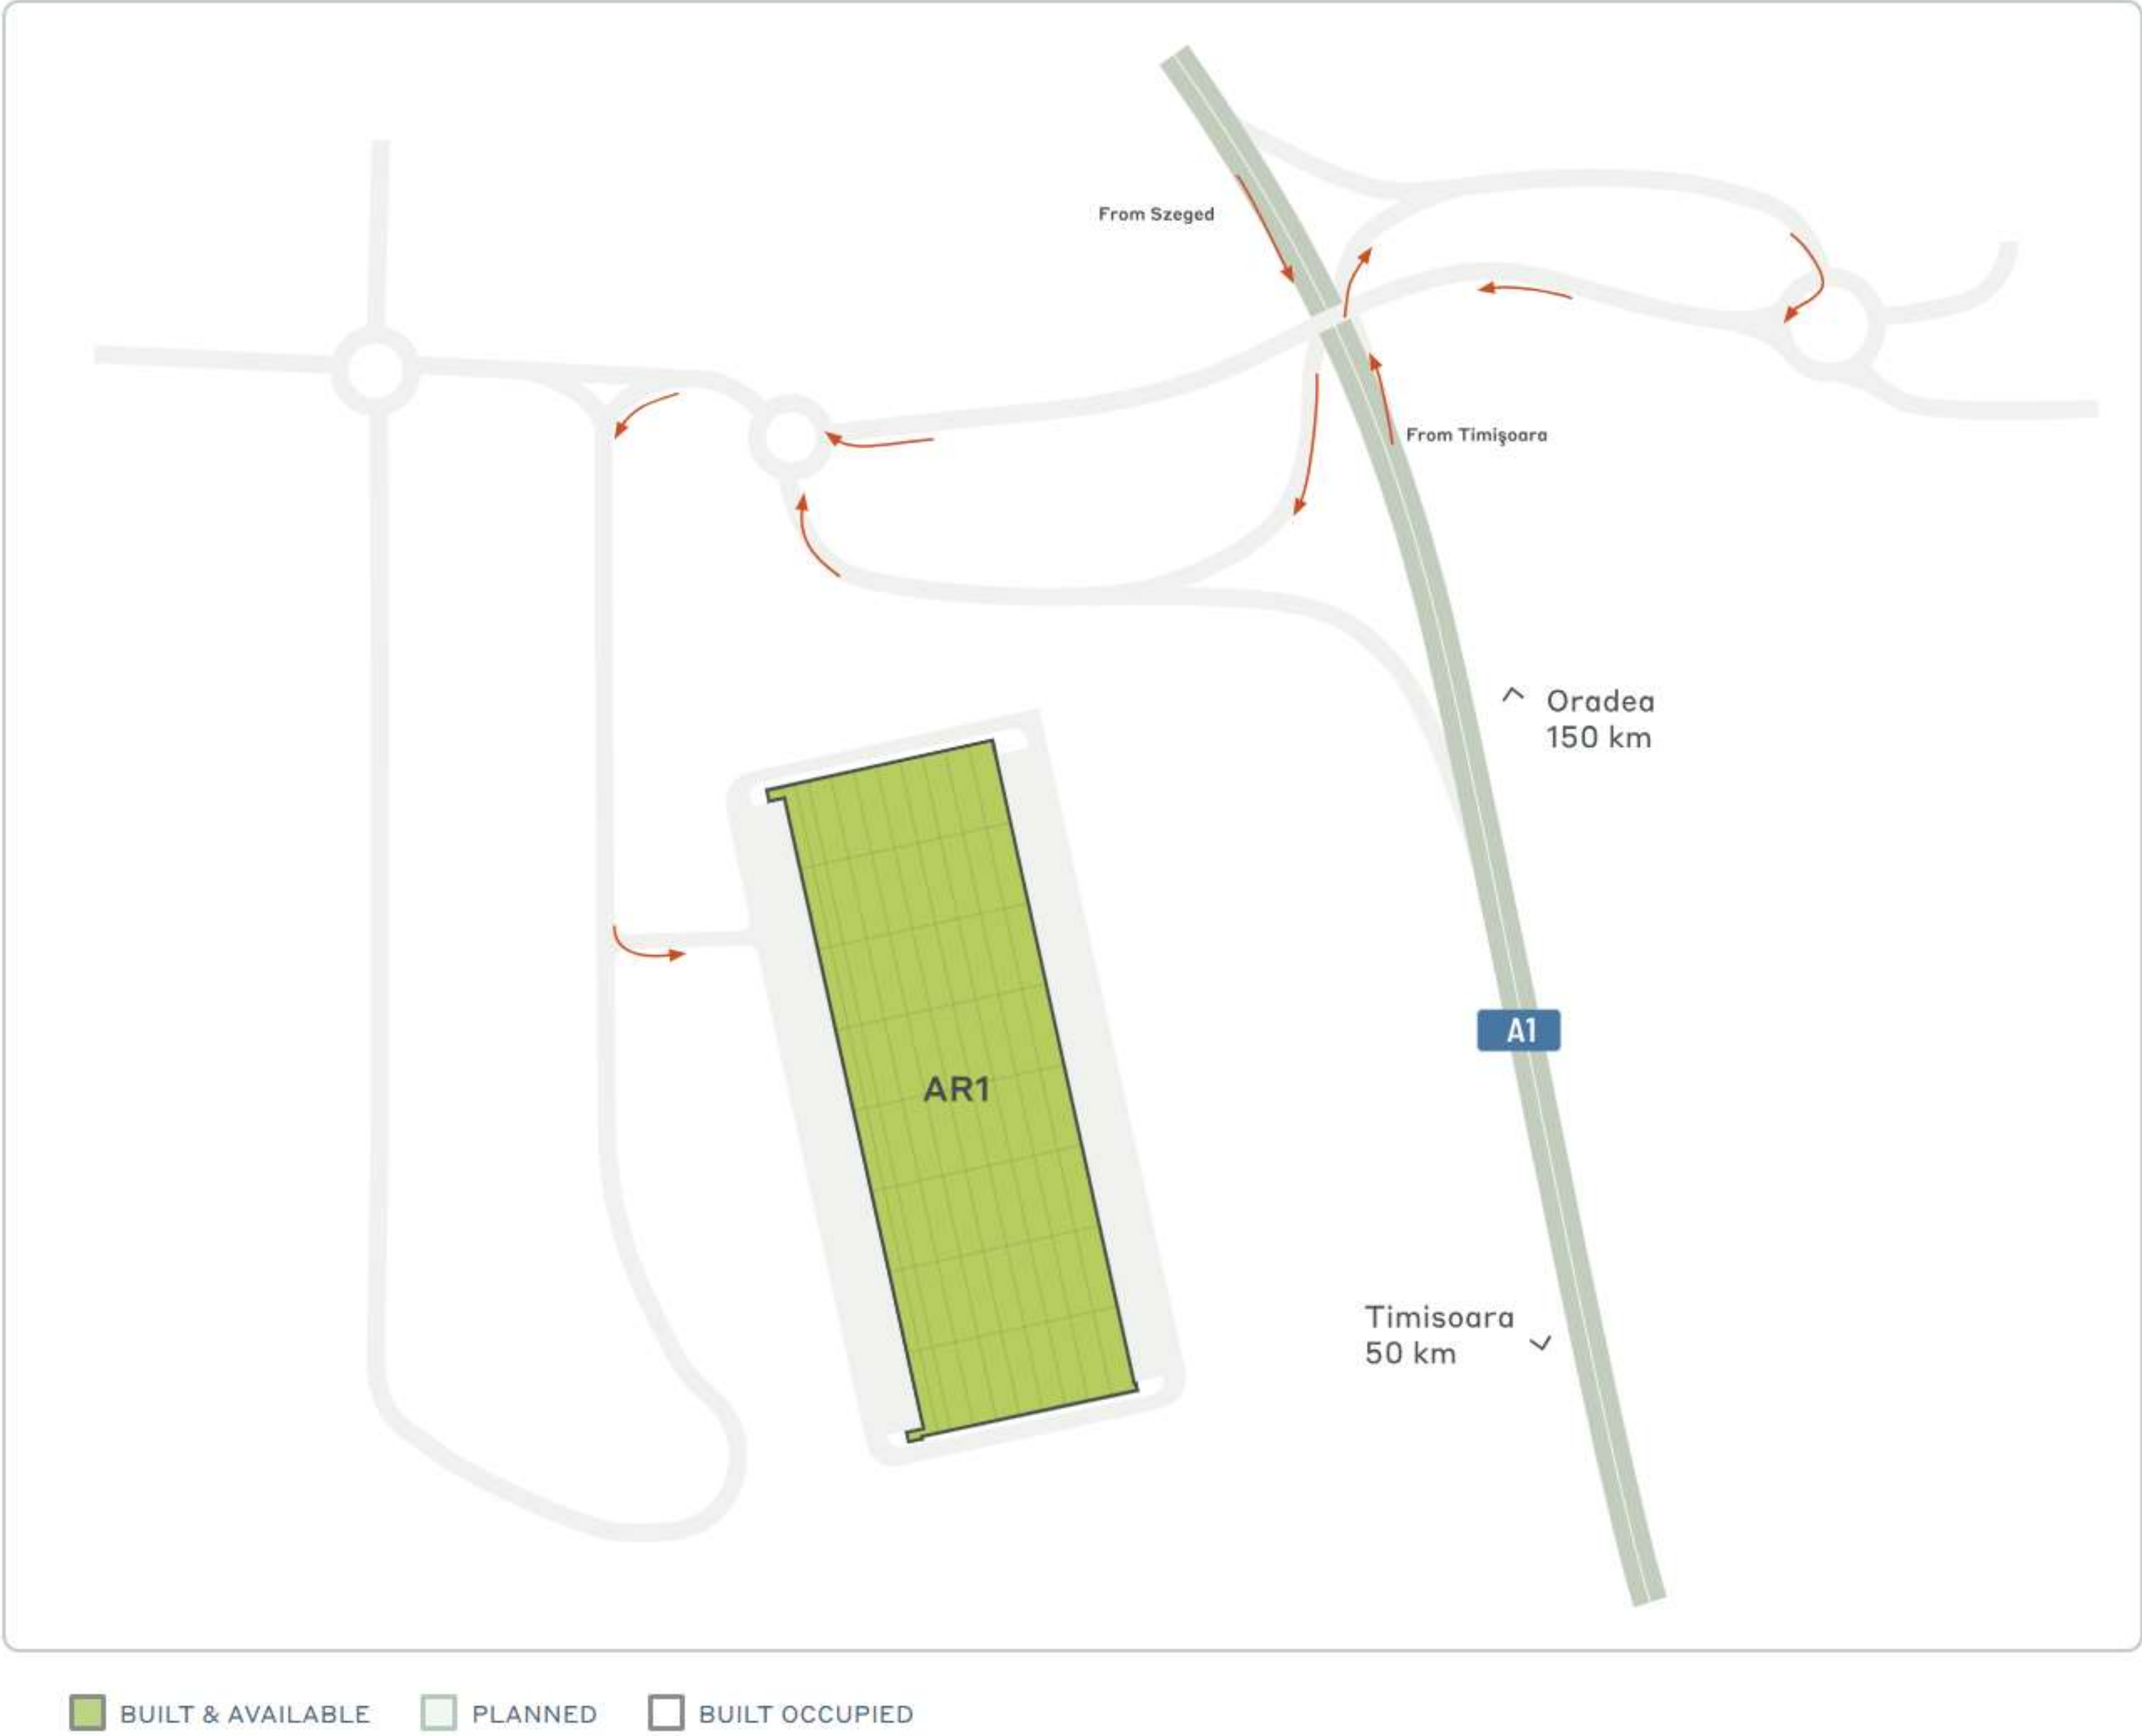 From Szeged
From Timişoara
Oradea
150 km
A1
AR1
Timisoara
50 km
BUILT & AVAILABLE
PLANNED
BUILT OCCUPIED